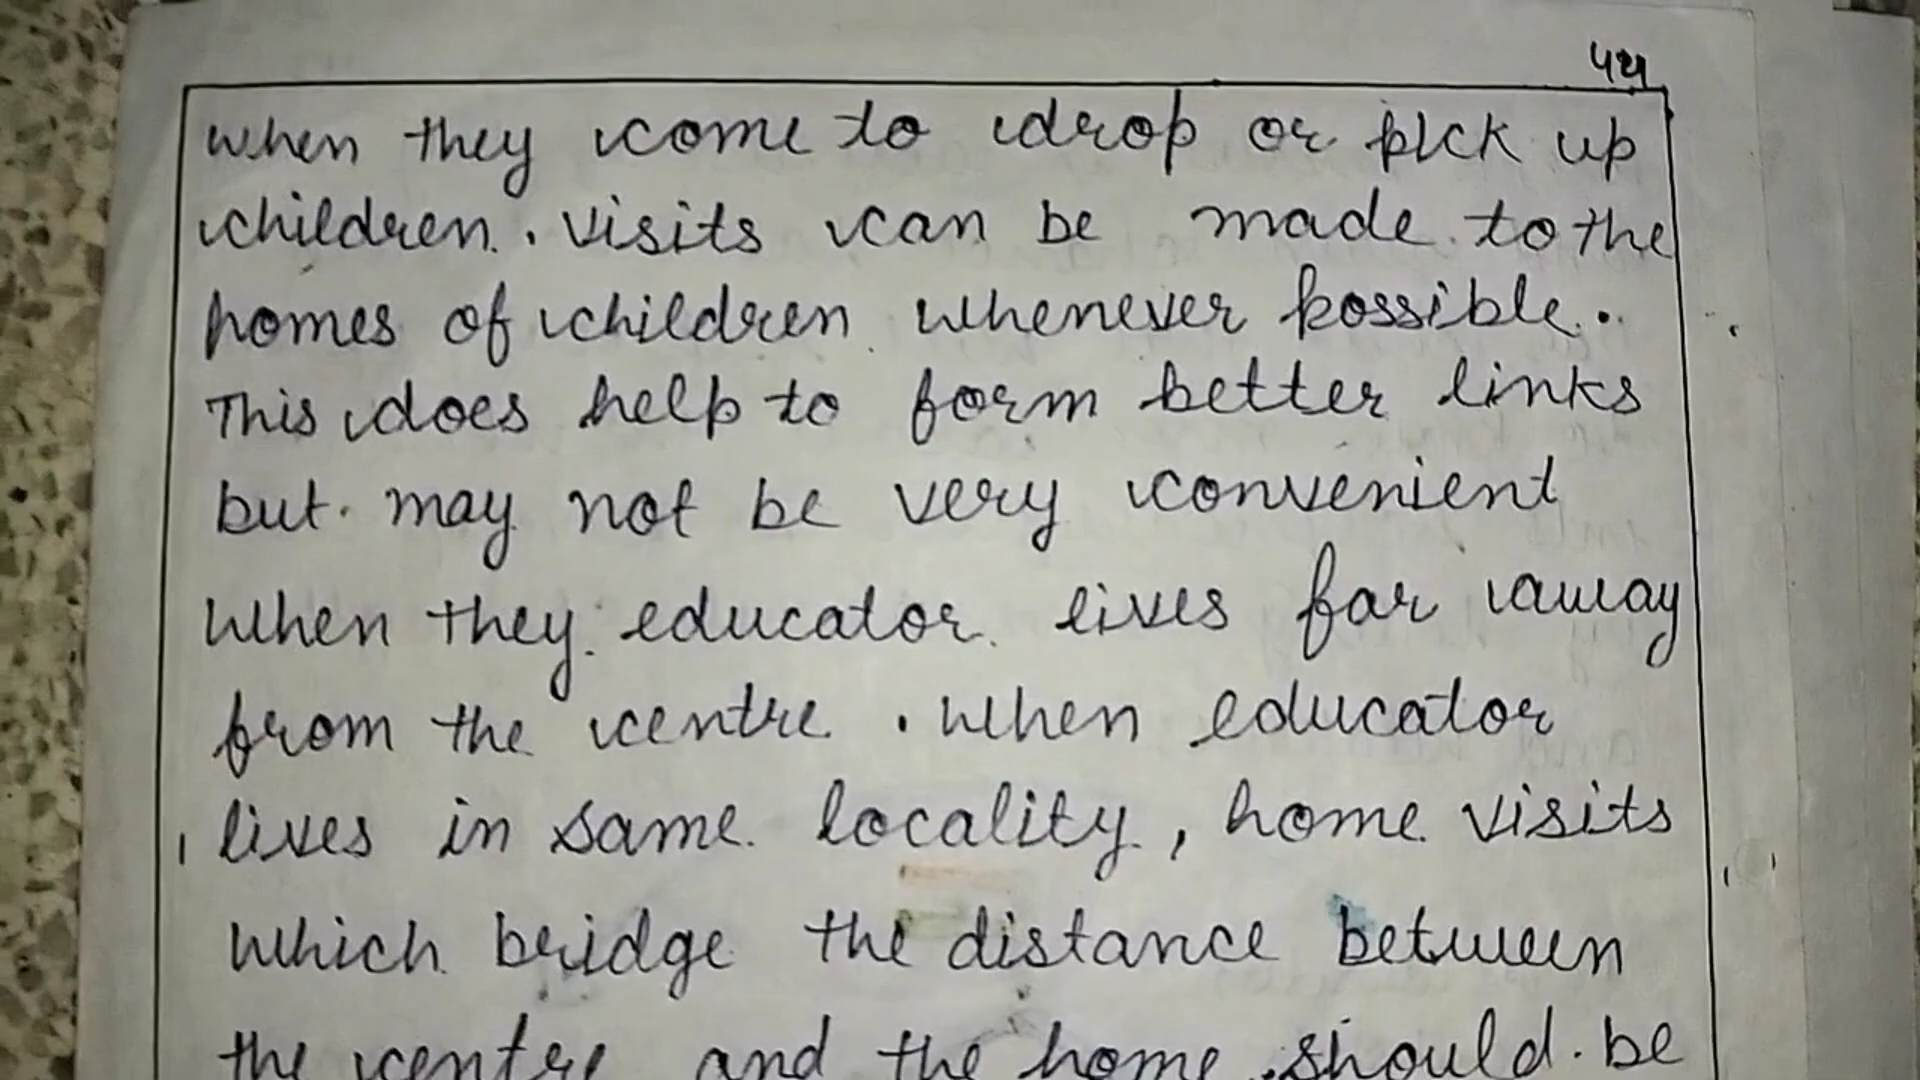 when they come to drop or pick up
children. visits can be made to the
homes of children whenever possible.
This does help to form better links
but may not be very convenient
when they educator lives far away
from the centre. when educator
lives in same locality, home visits
which bridge the distance between
the centre and the home should be